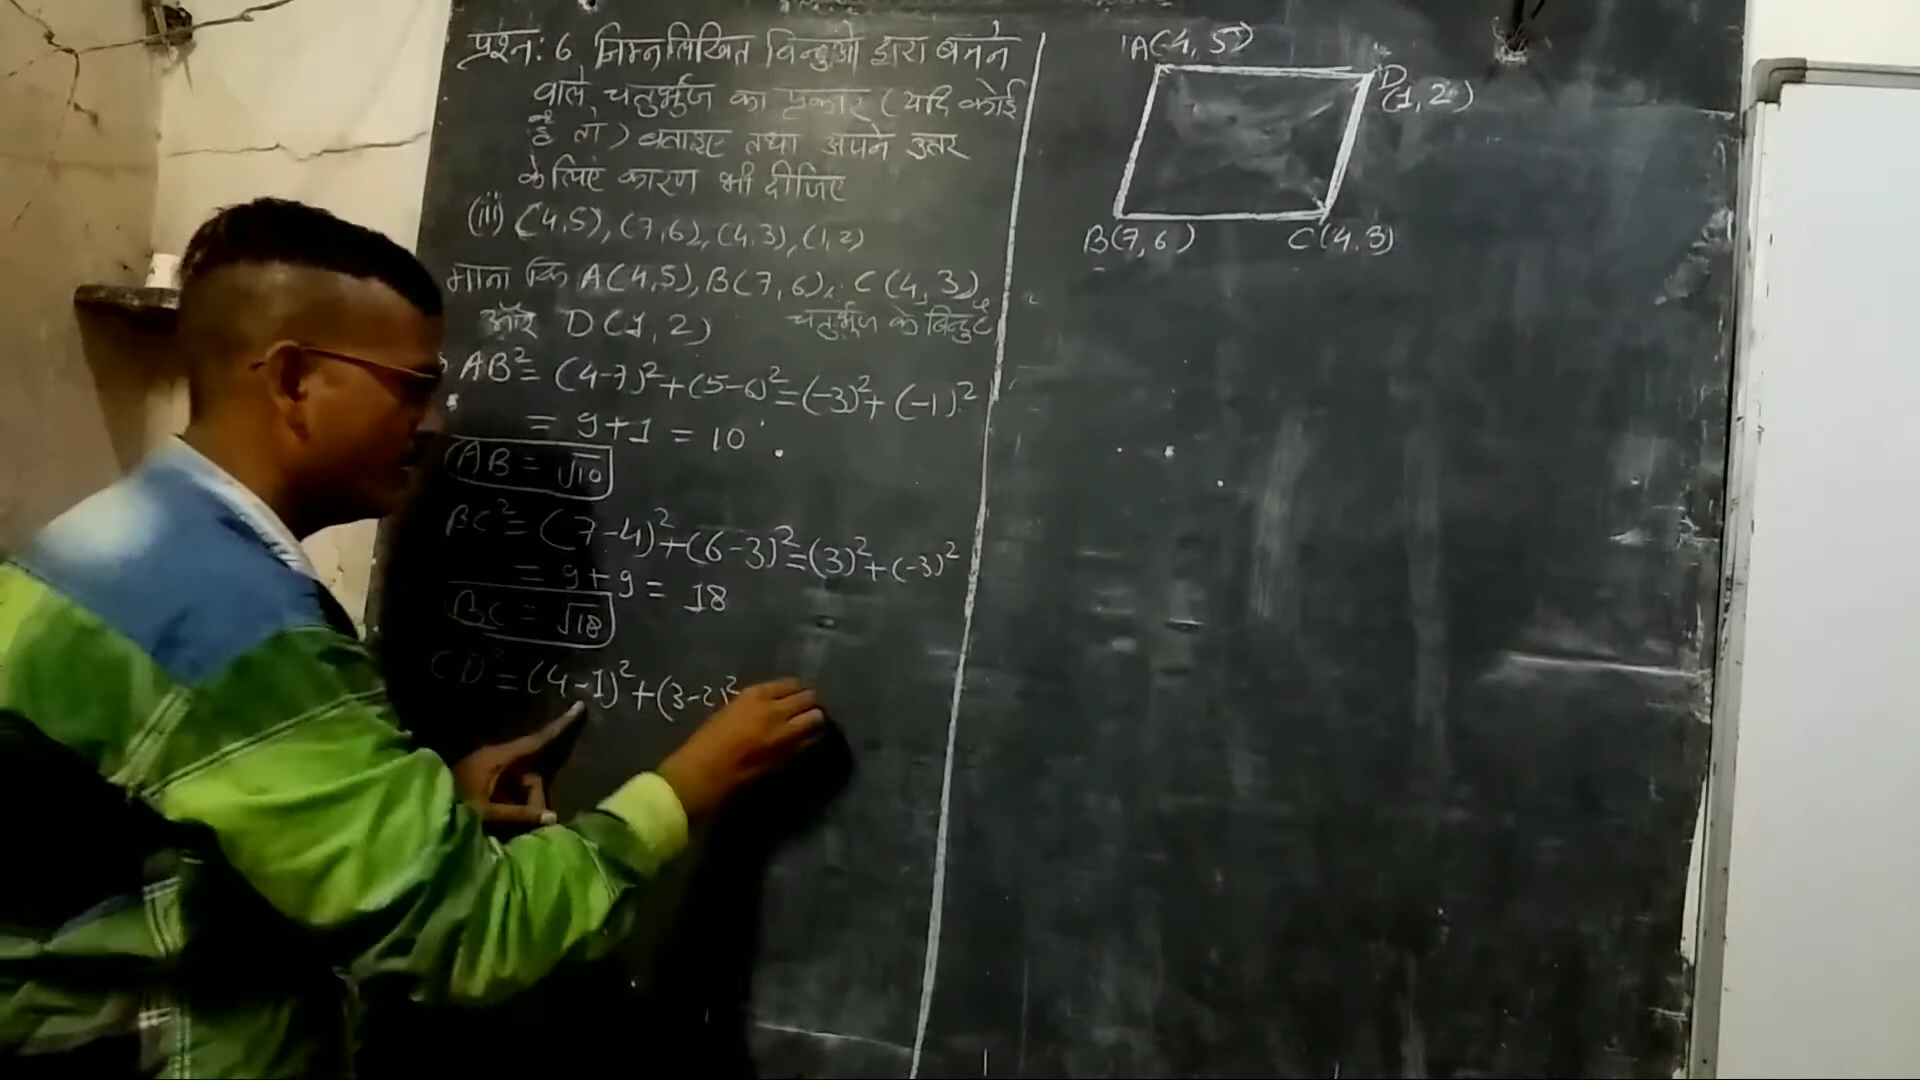 प्रश्न: 6 निम्नलिखित बिन्दुओ द्वारा बनने
वाले चतुर्भुज का प्रकार (यदि कोई
है तो) बताइए तथा अपने उतर
के लिए कारण भी दीजिए
(iii) (4,5), (7,6), (4,3), (1,2)
माना कि A(4,5), B(7,6), C(4,3)
और D(1,2) चतुर्भुज के बिन्दु है
AB² = (4-7)² + (5-6)² = (-3)² + (-1)²
= 9+1 = 10
AB = √10
BC² = (7-4)² + (6-3)² = (3)² + (-3)²
= 9+9 = 18
BC = √18
CD² = (4-1)² + (3-2)²
A(4,5)
D
(1,2)
B(7,6) C(4.3)